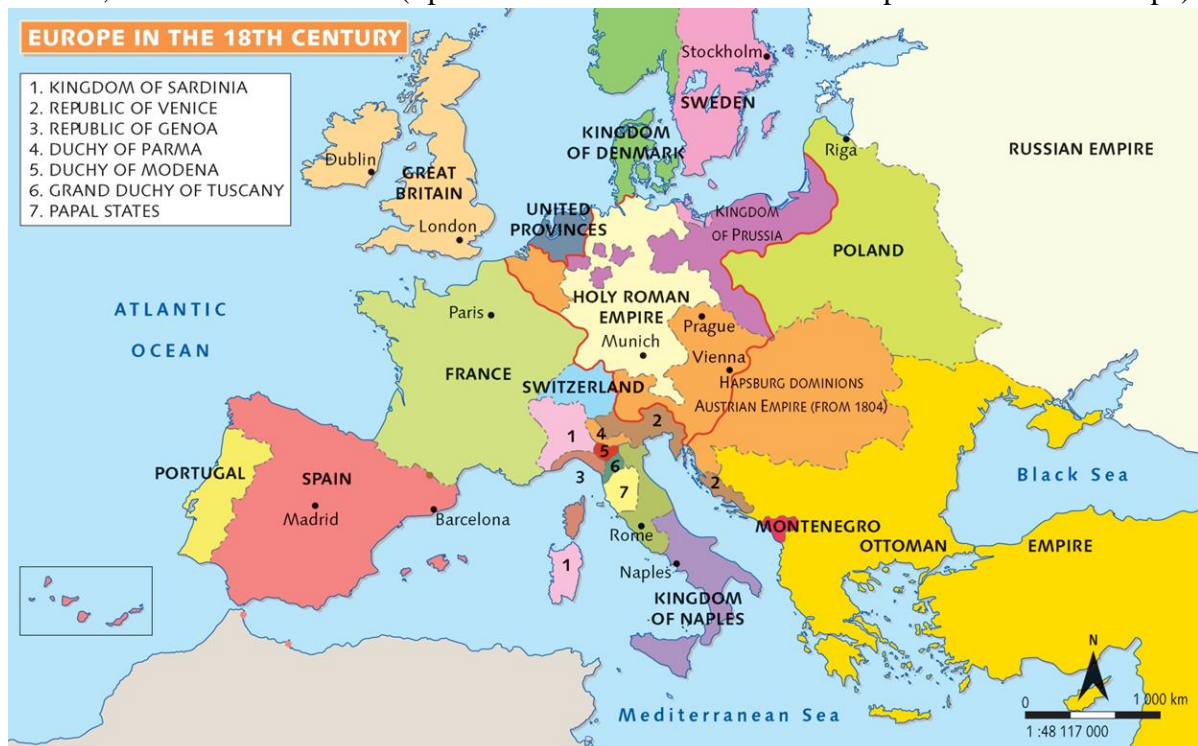 EUROPE IN THE 18TH CENTURY
1. KINGDOM OF SARDINIA
2. REPUBLIC OF VENICE
3. REPUBLIC OF GENOA
4. DUCHY OF PARMA
5. DUCHY OF MODENA
6. GRAND DUCHY OF TUSCANY
7. PAPAL STATES
Stockholm
SWEDEN
KINGDOM
OF DENMARK
Riga
RUSSIAN EMPIRE
Dublin
GREAT
BRITAIN
London
UNITED
PROVINCES
KINGDOM
OF PRUSSIA
POLAND
ATLANTIC
OCEAN
Paris
HOLY ROMAN
EMPIRE
Prague
Munich
Vienna
FRANCE
SWITZERLAND
HAPSBURG DOMINIONS
AUSTRIAN EMPIRE (FROM 1804)
1
2
4
5
6
3
7
2
PORTUGAL
SPAIN
Madrid
Barcelona
Rome
MONTENEGRO
OTTOMAN
EMPIRE
Black Sea
1
Naples
KINGDOM
OF NAPLES
Mediterranean Sea
N
0
1 000 km
1 :48 117 000